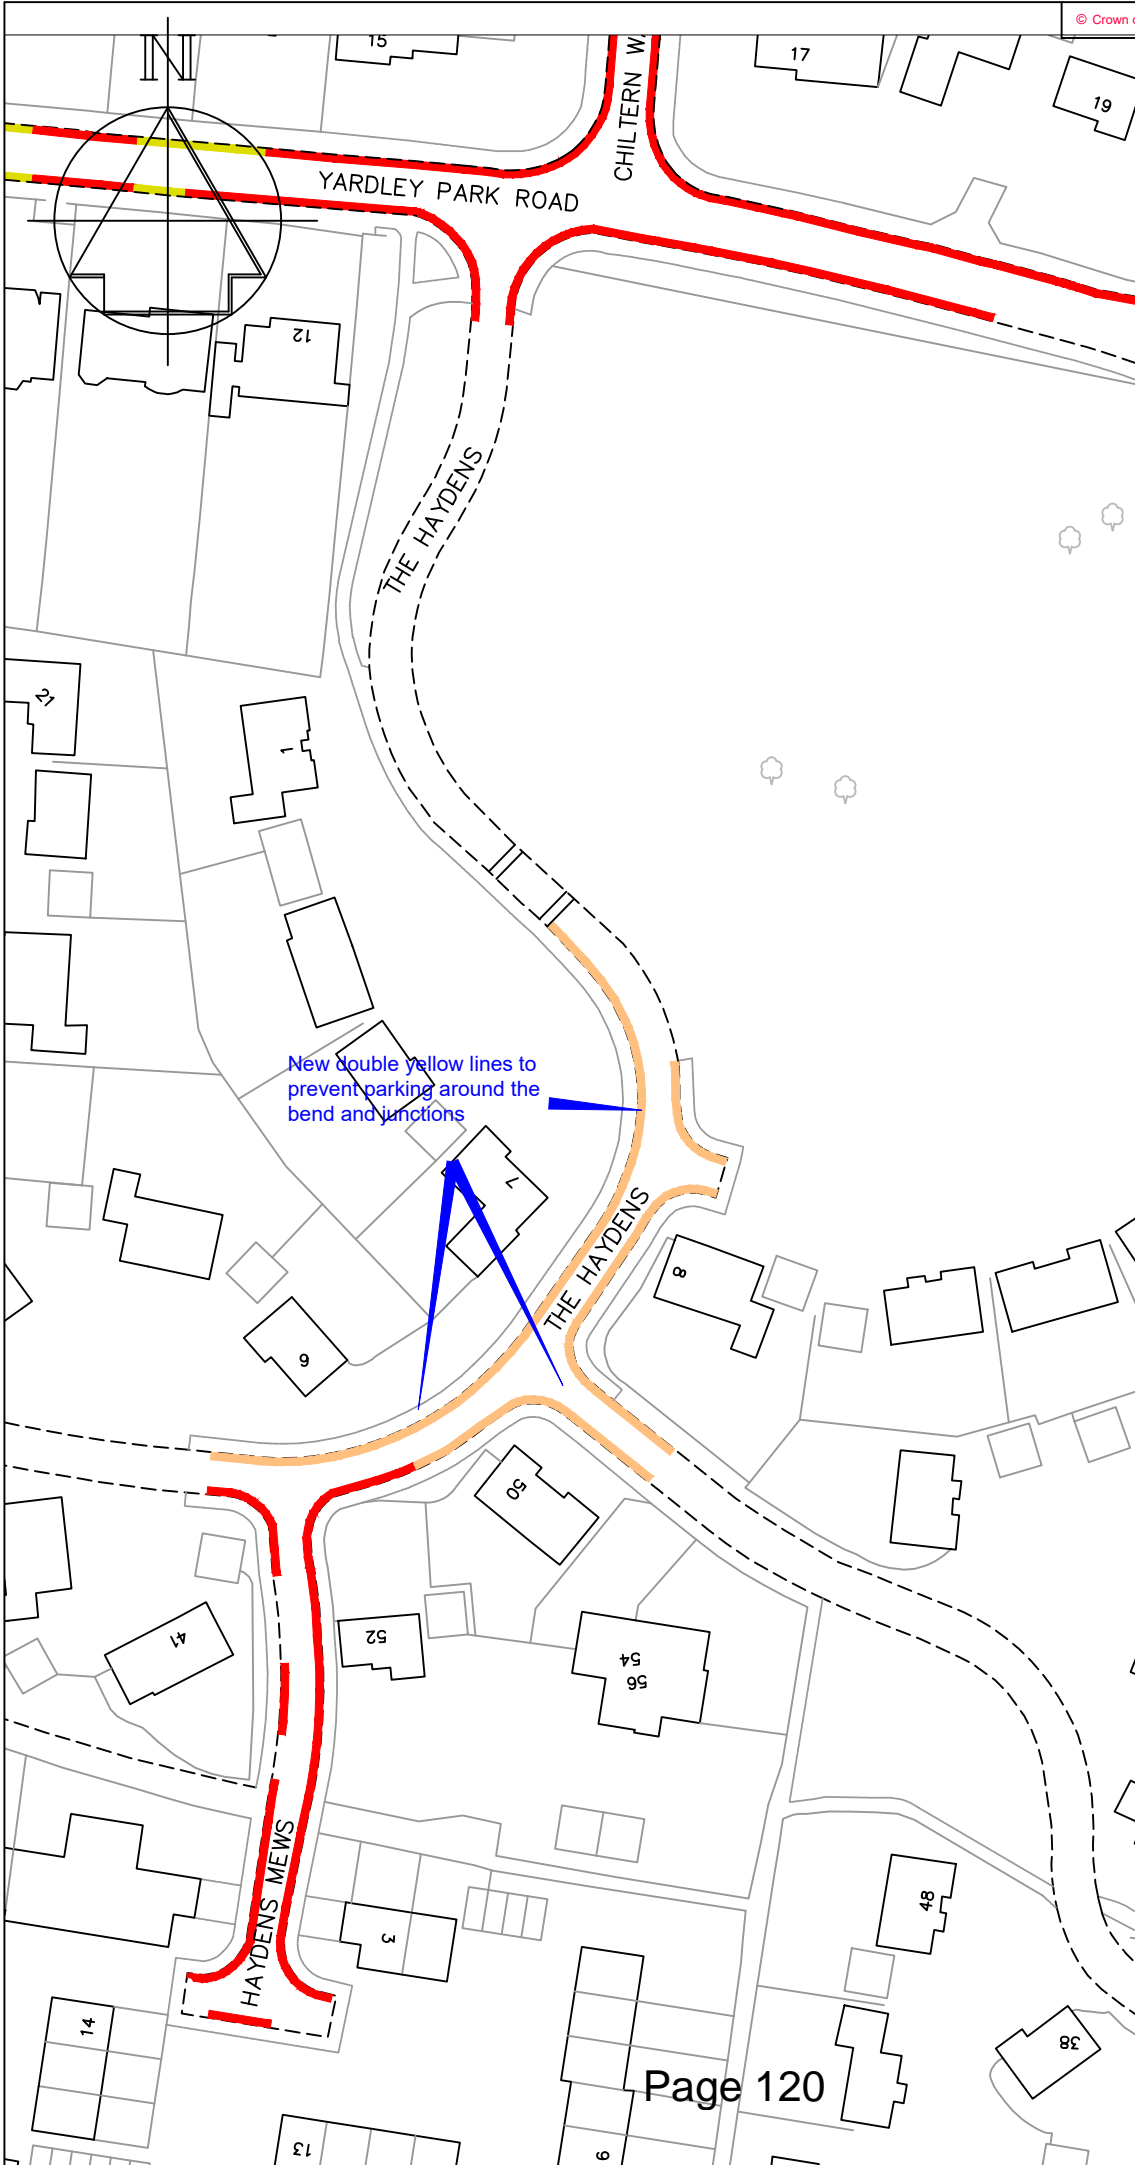 © Crown c
N
15
CHILTERN WA
17
19
YARDLEY PARK ROAD
12
THE HAYDENS
21
1
New double yellow lines to
prevent parking around the
bend and junctions
7
THE HAYDENS
8
6
50
41
52
54
56
HAYDENS MEWS
48
3
14
38
Page 120
13
9